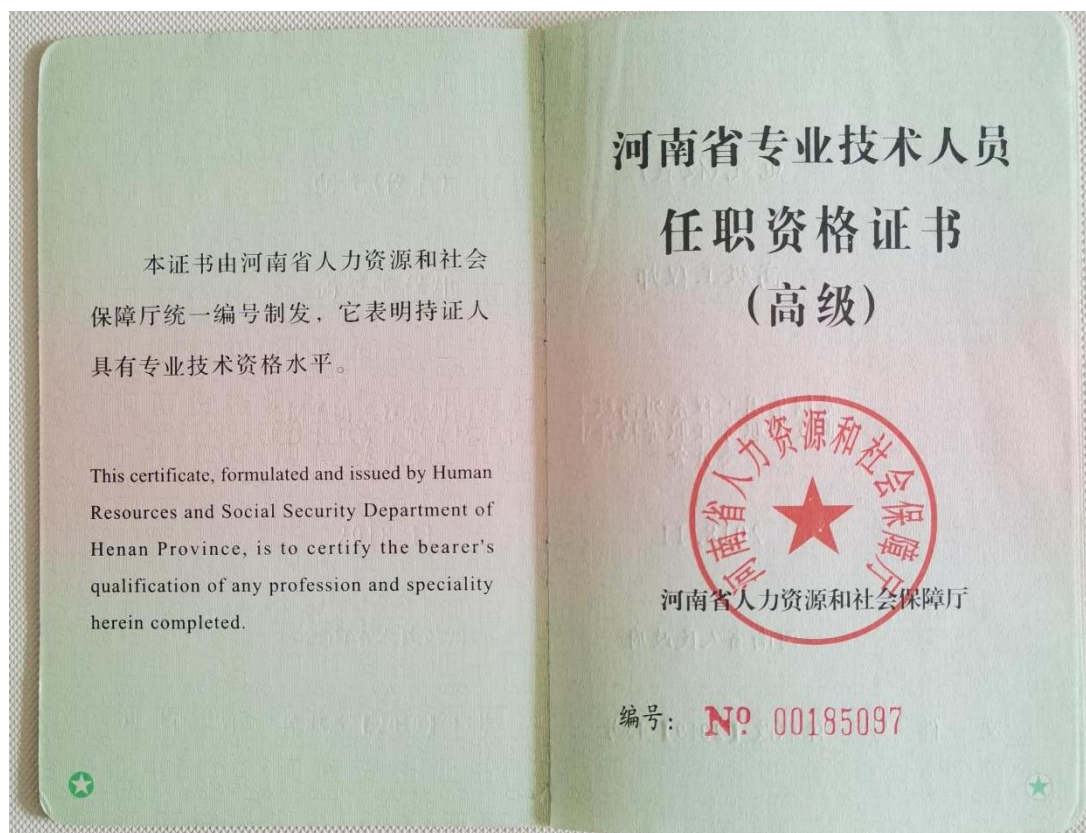 本证书由河南省人力资源和社会
保障厅统一编号制发，它表明持证人
具有专业技术资格水平。
This certificate, formulated and issued by Human
Resources and Social Security Department of
Henan Province, is to certify the bearer's
qualification of any profession and speciality
herein completed.
河南省专业技术人员
任职资格证书
(高级)
河南省人力资源和社会保障厅
河南省人力资源和社会保障厅
编号： Nº 00185097